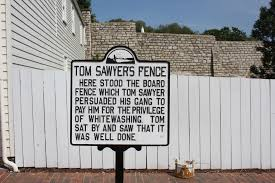 TOM SAWYER'S FENCE
HERE STOOD THE BOARD
FENCE WHICH TOM SAWYER
PERSUADED HIS GANG TO
PAY HIM FOR THE PRIVILEGE
OF WHITEWASHING. TOM
SAT BY AND SAW THAT IT
WAS WELL DONE.